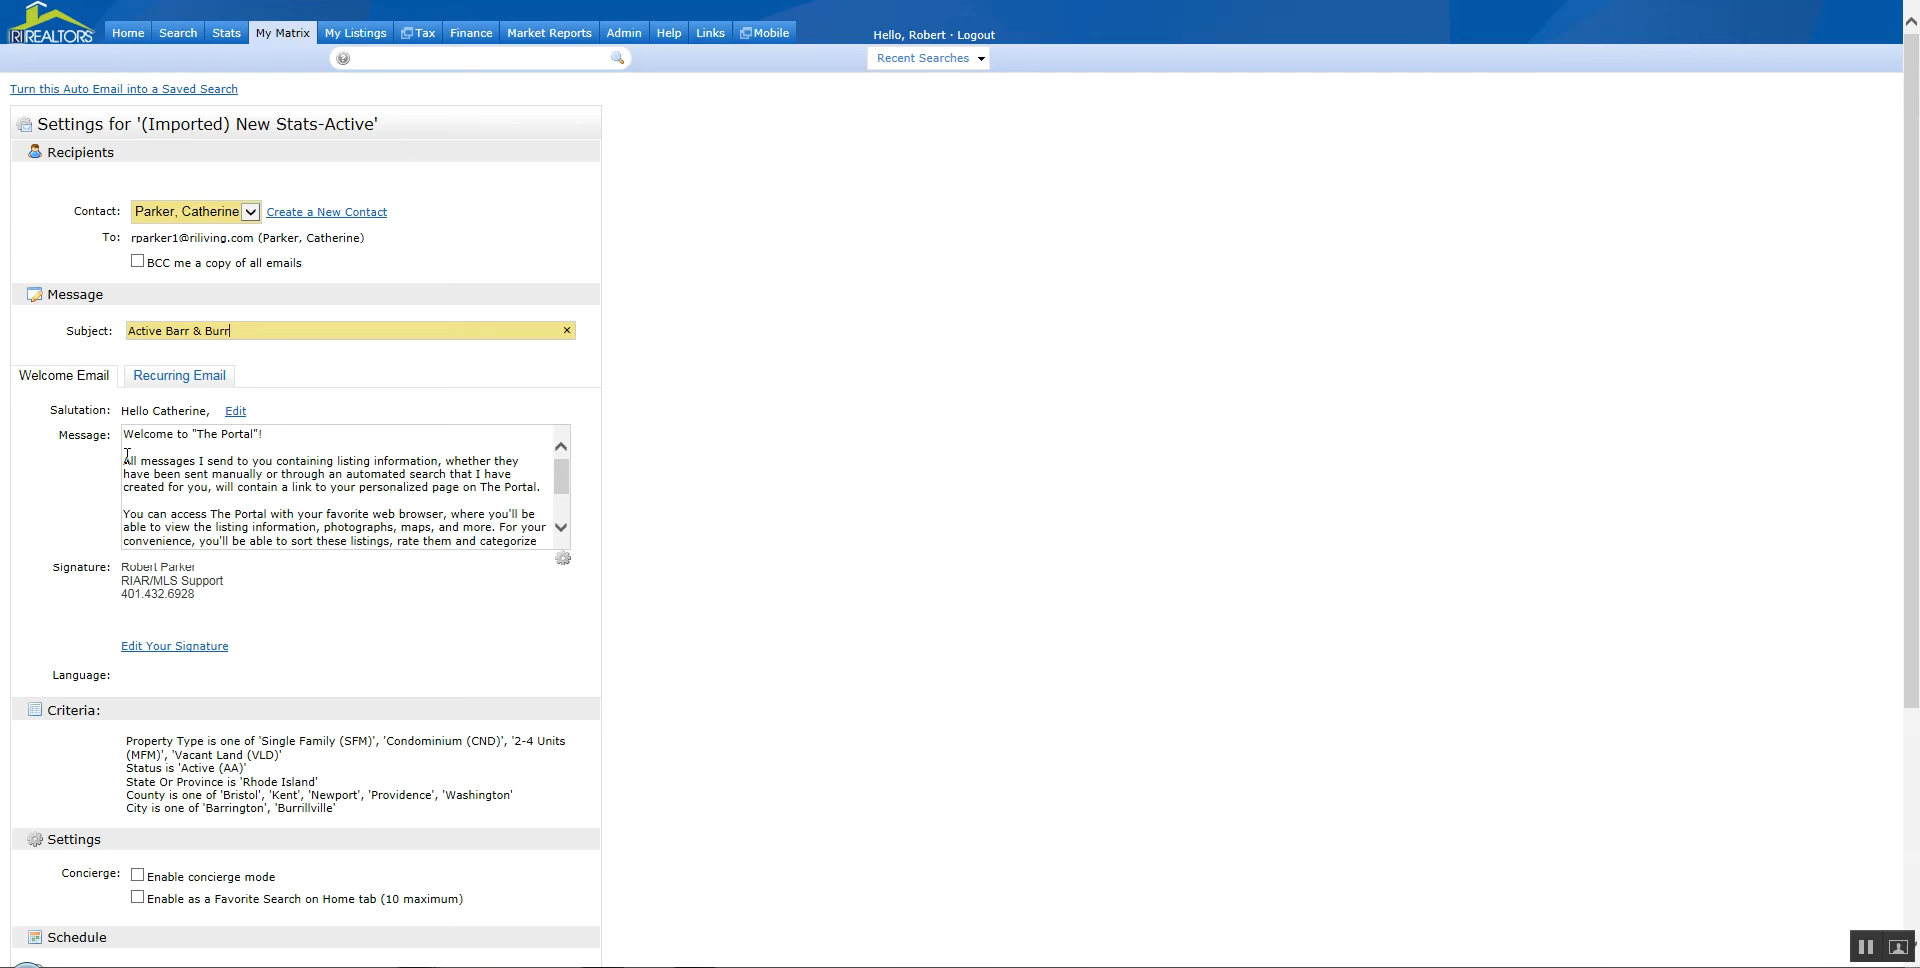 RIREALTORS
Home Search Stats My Matrix My Listings Tax Finance Market Reports Admin Help Links Mobile
Hello, Robert · Logout
Recent Searches
Turn this Auto Email into a Saved Search
Settings for '(Imported) New Stats-Active'
Recipients
Contact: Parker, Catherine Create a New Contact
To: rparker1@riliving.com (Parker, Catherine)
BCC me a copy of all emails
Message
Subject: Active Barr & Burr
Welcome Email Recurring Email
Salutation: Hello Catherine, Edit
Message: Welcome to "The Portal"!
All messages I send to you containing listing information, whether they
have been sent manually or through an automated search that I have
created for you, will contain a link to your personalized page on The Portal.
You can access The Portal with your favorite web browser, where you'll be
able to view the listing information, photographs, maps, and more. For your
convenience, you'll be able to sort these listings, rate them and categorize
Signature: Robert Parker
RIAR/MLS Support
401.432.6928
Edit Your Signature
Language:
Criteria:
Property Type is one of 'Single Family (SFM)', 'Condominium (CND)', '2-4 Units
(MFM)', 'Vacant Land (VLD)'
Status is 'Active (AA)'
State Or Province is 'Rhode Island'
County is one of 'Bristol', 'Kent', 'Newport', 'Providence', 'Washington'
City is one of 'Barrington', 'Burrillville'
Settings
Concierge: Enable concierge mode
Enable as a Favorite Search on Home tab (10 maximum)
Schedule